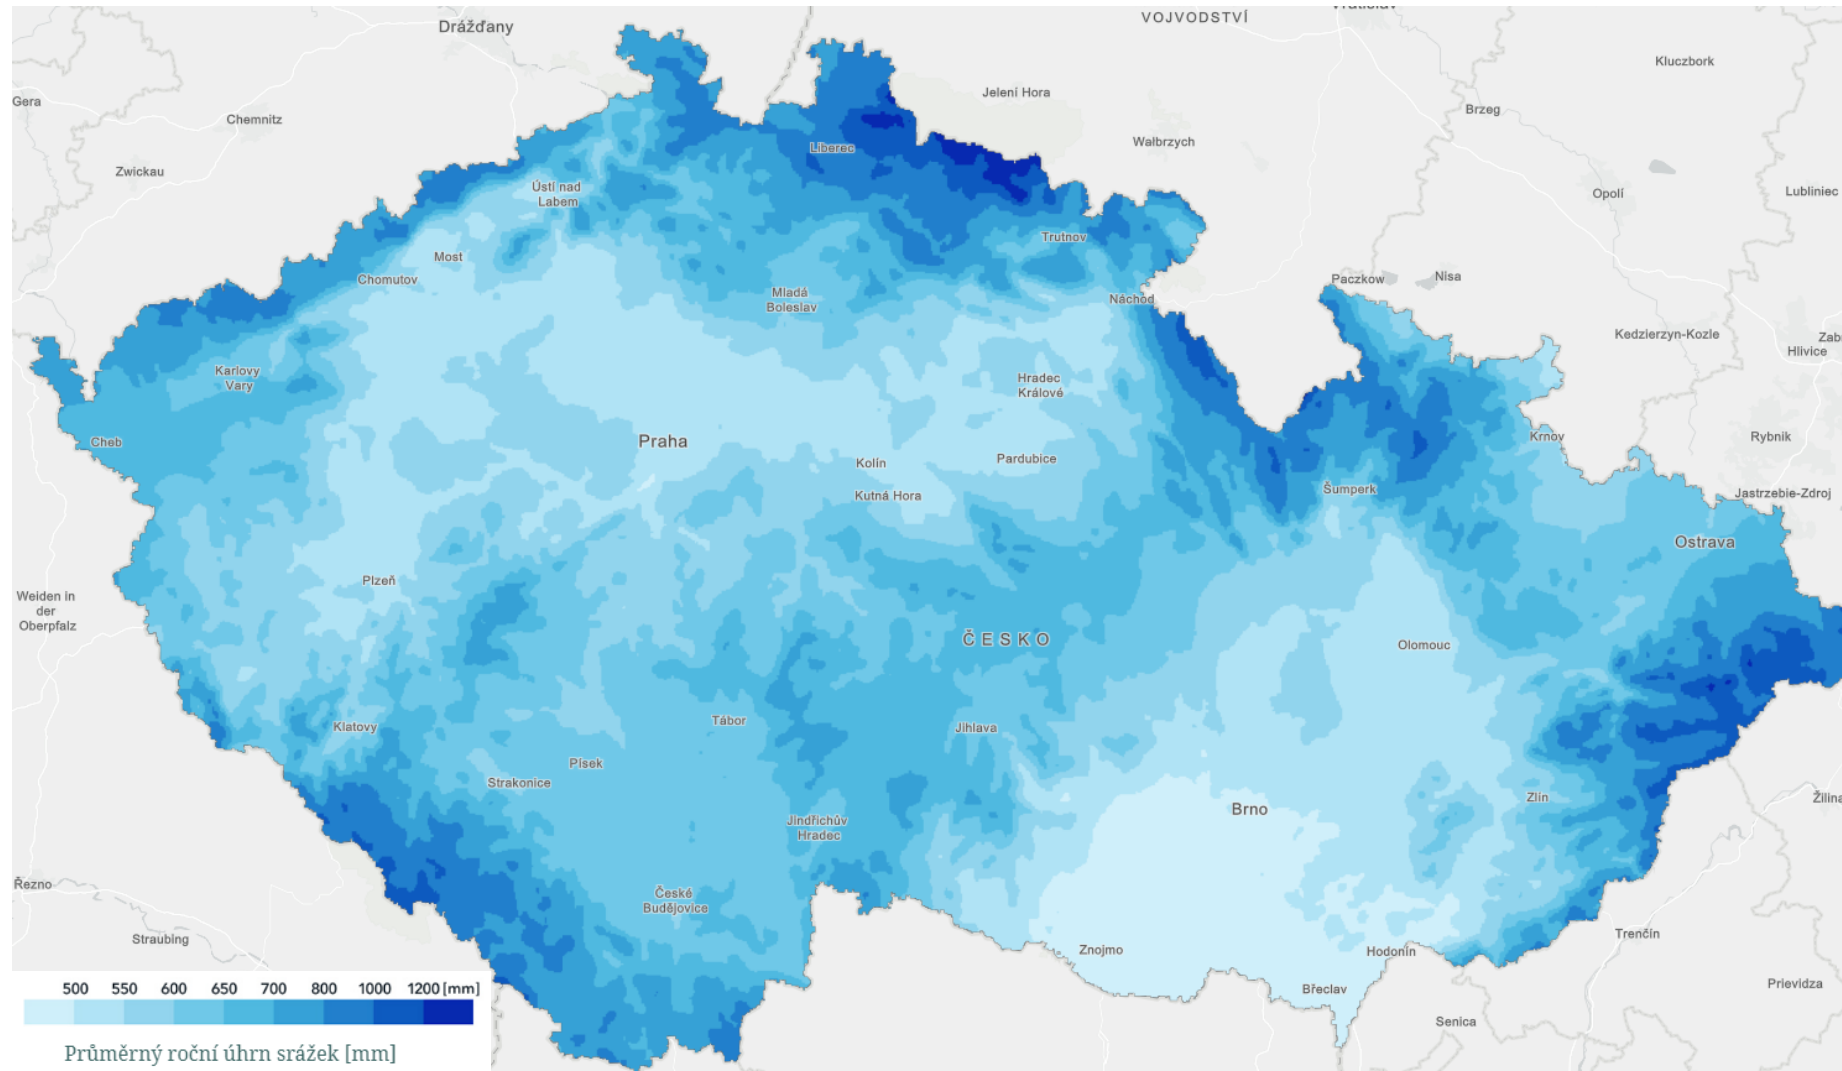 Drážďany
VOJVODSTVÍ
Kluczbork
Gera
Jelení Hora
Brzeg
Chemnitz
Walbrzych
Liberec
Zwickau
Ústí nad
Labem
Opolí
Lubliniec
Trutnov
Most
Chomutov
Paczkow
Nisa
Mladá
Boleslav
Náchod
Kedzierzyn-Kozle
Hlivice
Karlovy
Vary
Hradec
Králové
Cheb
Praha
Krnov
Rybnik
Kolín
Pardubice
Kutná Hora
Šumperk
Jastrzebie-Zdroj
Ostrava
Plzeň
Weiden in
der
Oberpfalz
ČESKO
Olomouc
Klatovy
Tábor
Jihlava
Písek
Strakonice
Zlín
Brno
Jindřichův
Hradec
Řezno
České
Budějovice
Straubing
Znojmo
Hodonín
Trenčín
Břeclav
Prievidza
Senica
500 550 600 650 700 800 1000 1200 [mm]
Průměrný roční úhrn srážek [mm]